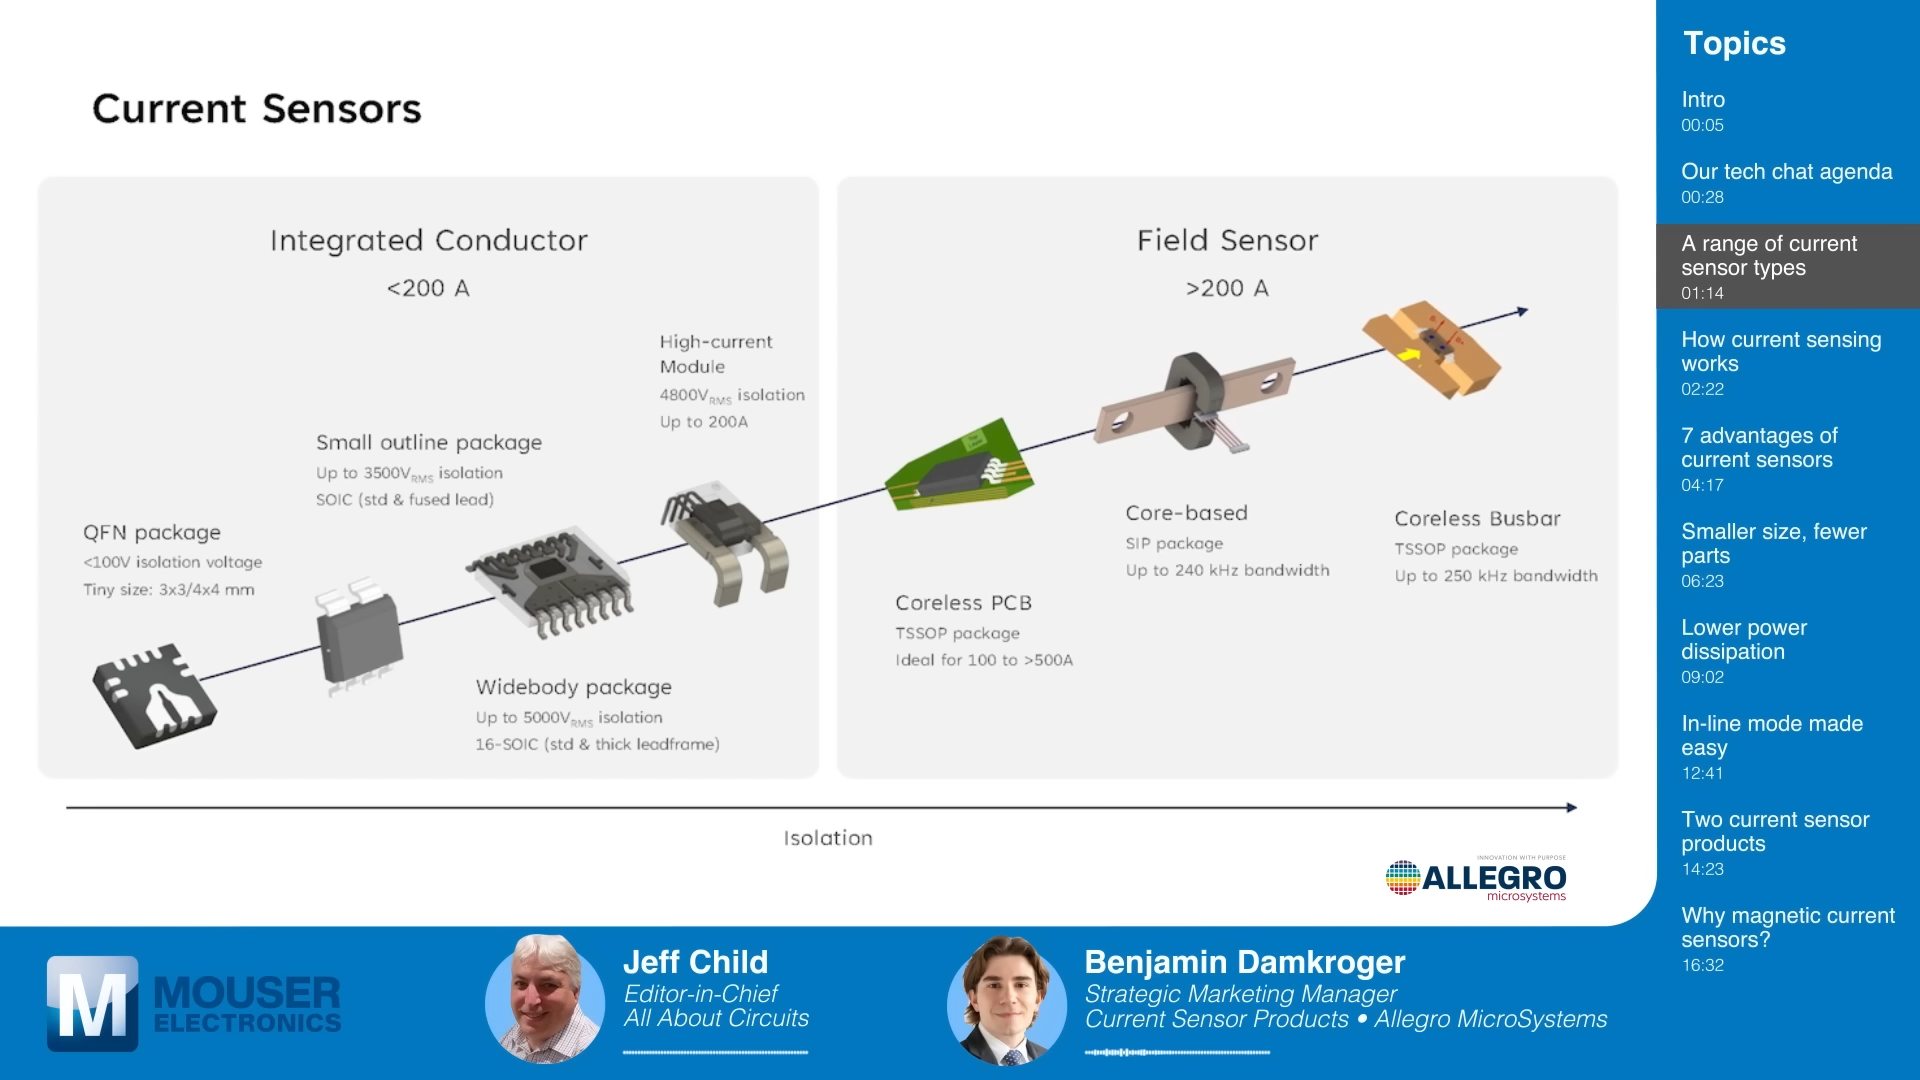 Current Sensors
Integrated Conductor
<200 A
High-current
Module
4800VRMS isolation
Up to 200A
Small outline package
Up to 3500VRMS isolation
SOIC (std & fused lead)
QFN package
<100V isolation voltage
Tiny size: 3x3/4x4 mm
Widebody package
Up to 5000VRMS isolation
16-SOIC (std & thick leadframe)
Field Sensor
>200 A
Coreless PCB
TSSOP package
Ideal for 100 to >500A
Core-based
SIP package
Up to 240 kHz bandwidth
Coreless Busbar
TSSOP package
Up to 250 kHz bandwidth
Isolation
INNOVATION WITH PURPOSE
ALLEGRO
microsystems
Topics
Intro
00:05
Our tech chat agenda
00:28
A range of current
sensor types
01:14
How current sensing
works
02:22
7 advantages of
current sensors
04:17
Smaller size, fewer
parts
06:23
Lower power
dissipation
09:02
In-line mode made
easy
12:41
Two current sensor
products
14:23
Why magnetic current
sensors?
16:32
M
MOUSER
ELECTRONICS
Jeff Child
Editor-in-Chief
All About Circuits
Benjamin Damkroger
Strategic Marketing Manager
Current Sensor Products • Allegro MicroSystems